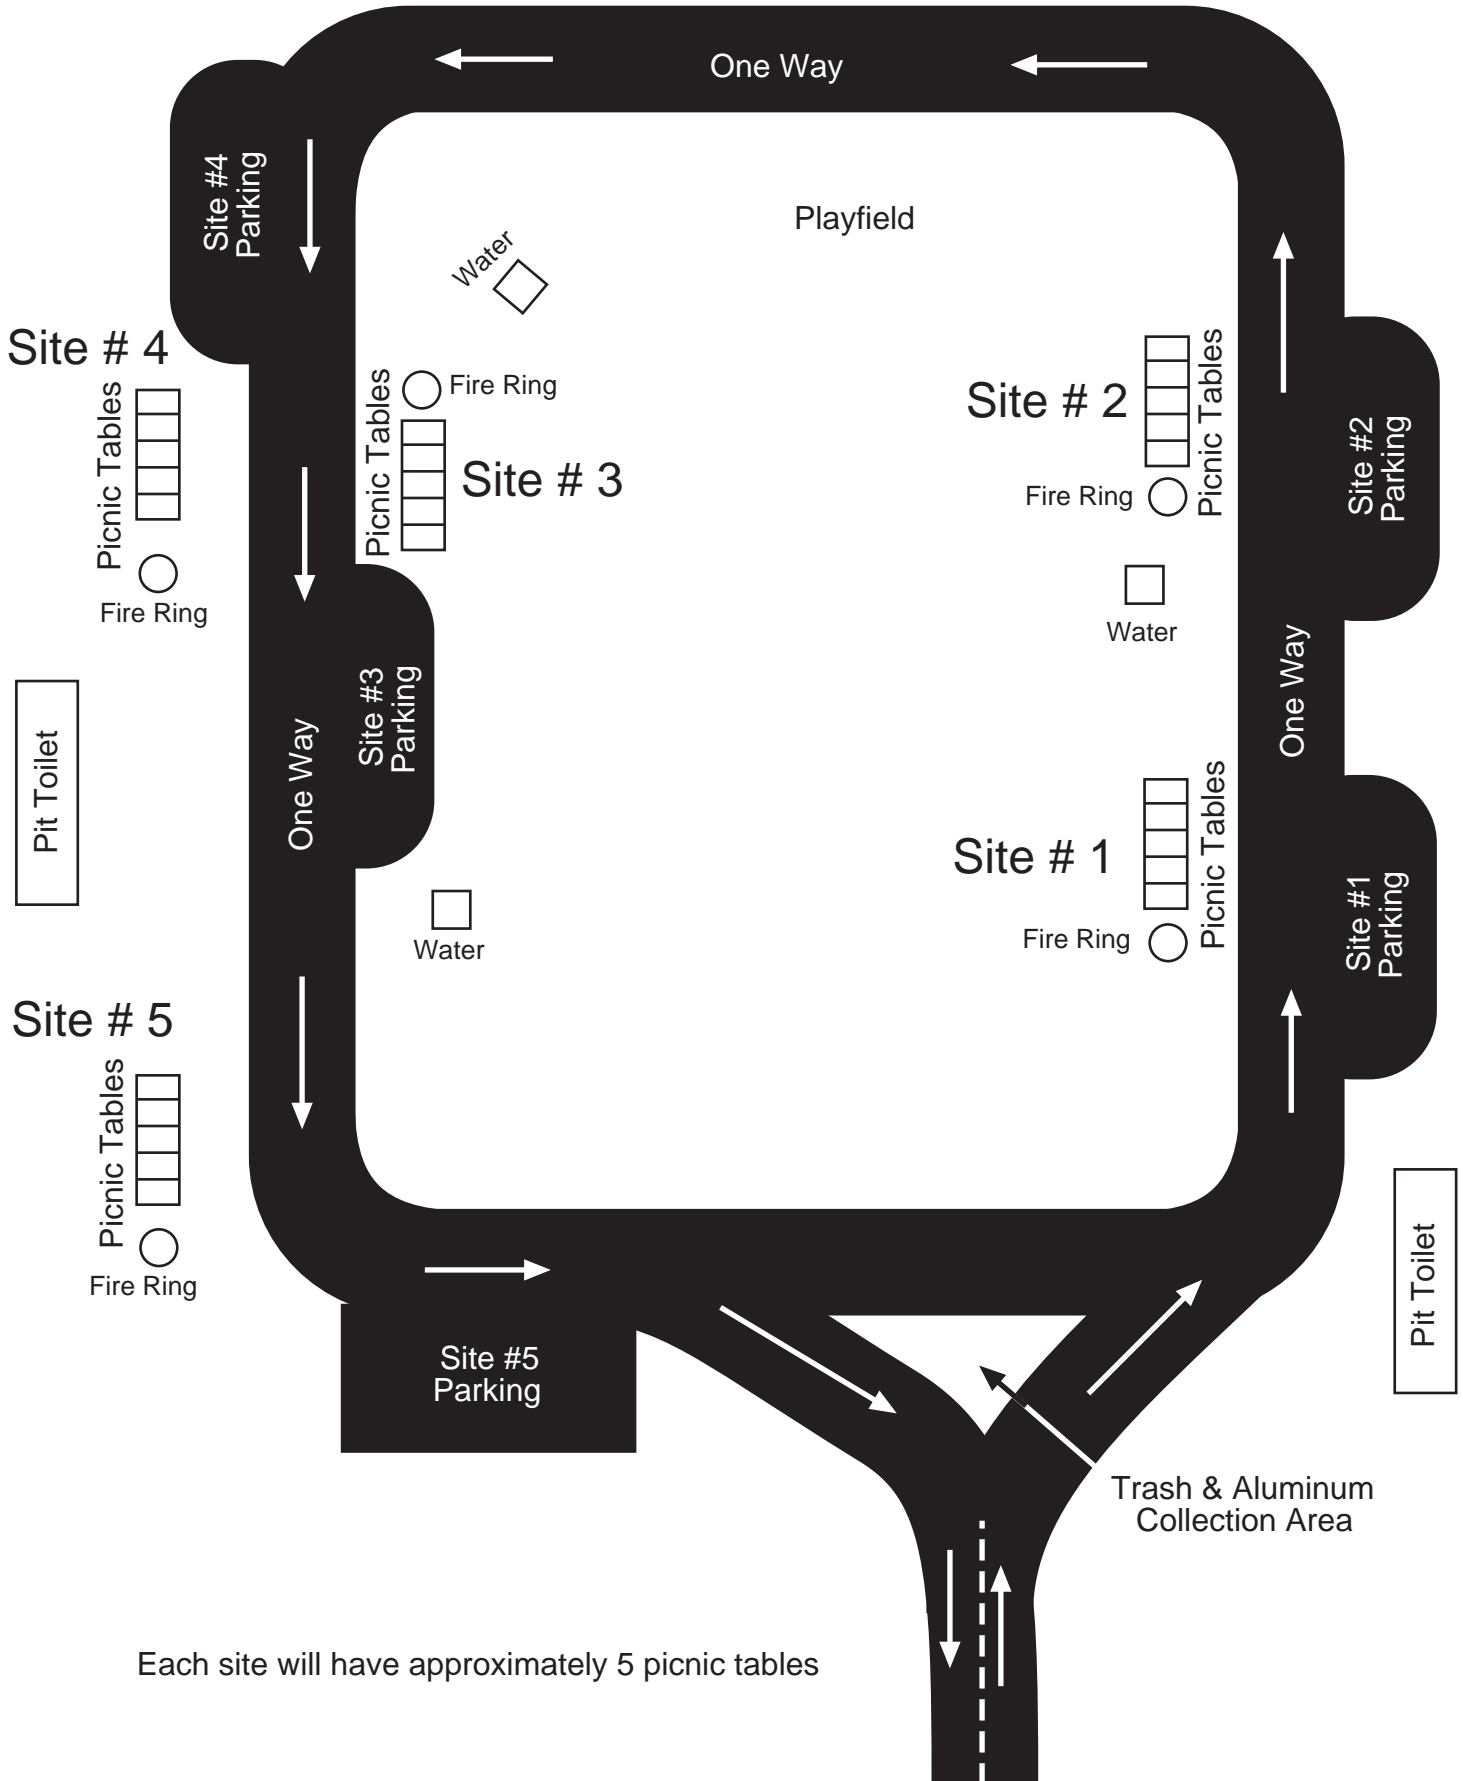 One Way
Site #4
Parking
Playfield
Water
Site # 4
Picnic Tables
Fire Ring
Picnic Tables
Fire Ring
Site # 3
Site # 2
Picnic Tables
Fire Ring
Site #2
Parking
Water
One Way
Pit Toilet
One Way
Site #3
Parking
Water
Site # 1
Picnic Tables
Fire Ring
Site #1
Parking
Site # 5
Picnic Tables
Fire Ring
Pit Toilet
Site #5
Parking
Trash & Aluminum
Collection Area
Each site will have approximately 5 picnic tables